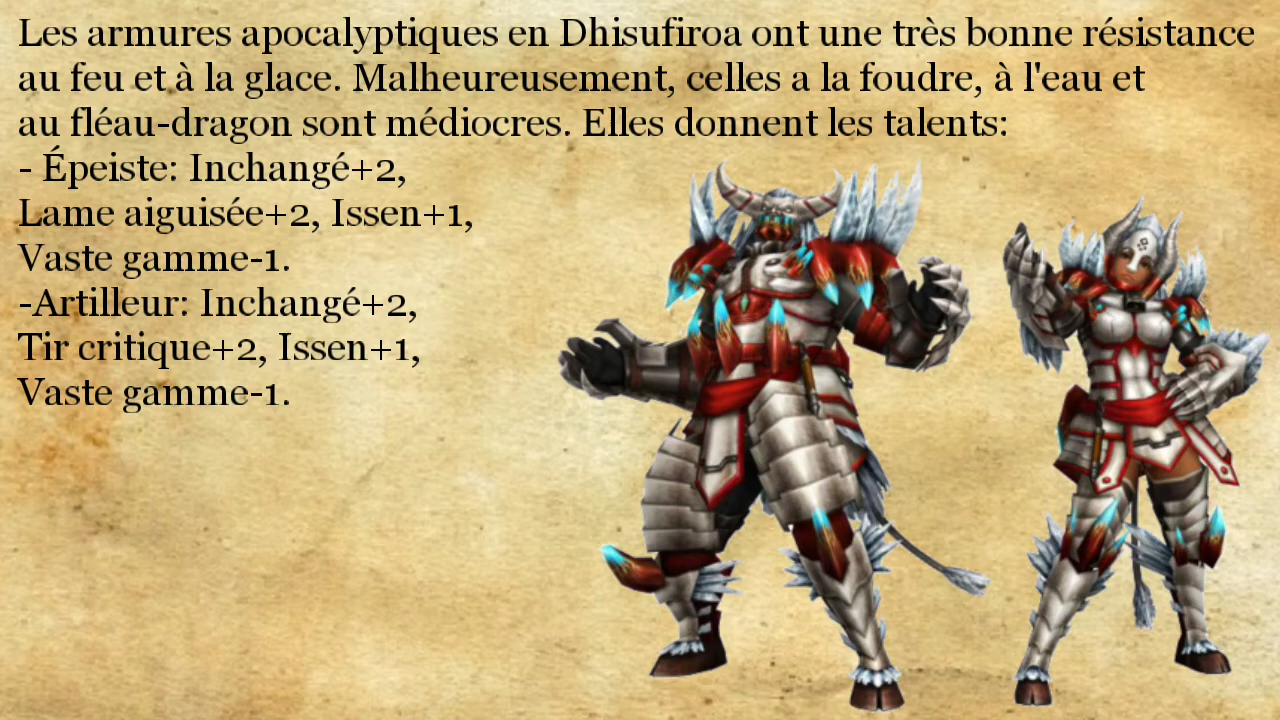 Les armures apocalyptiques en Dhisufiroa ont une très bonne résistance
au feu et à la glace. Malheureusement, celles a la foudre, à l'eau et
au fléau-dragon sont médiocres. Elles donnent les talents:
- Épeiste: Inchangé+2,
Lame aiguisée+2, Issen+1,
Vaste gamme-1.
-Artilleur: Inchangé+2,
Tir critique+2, Issen+1,
Vaste gamme-1.